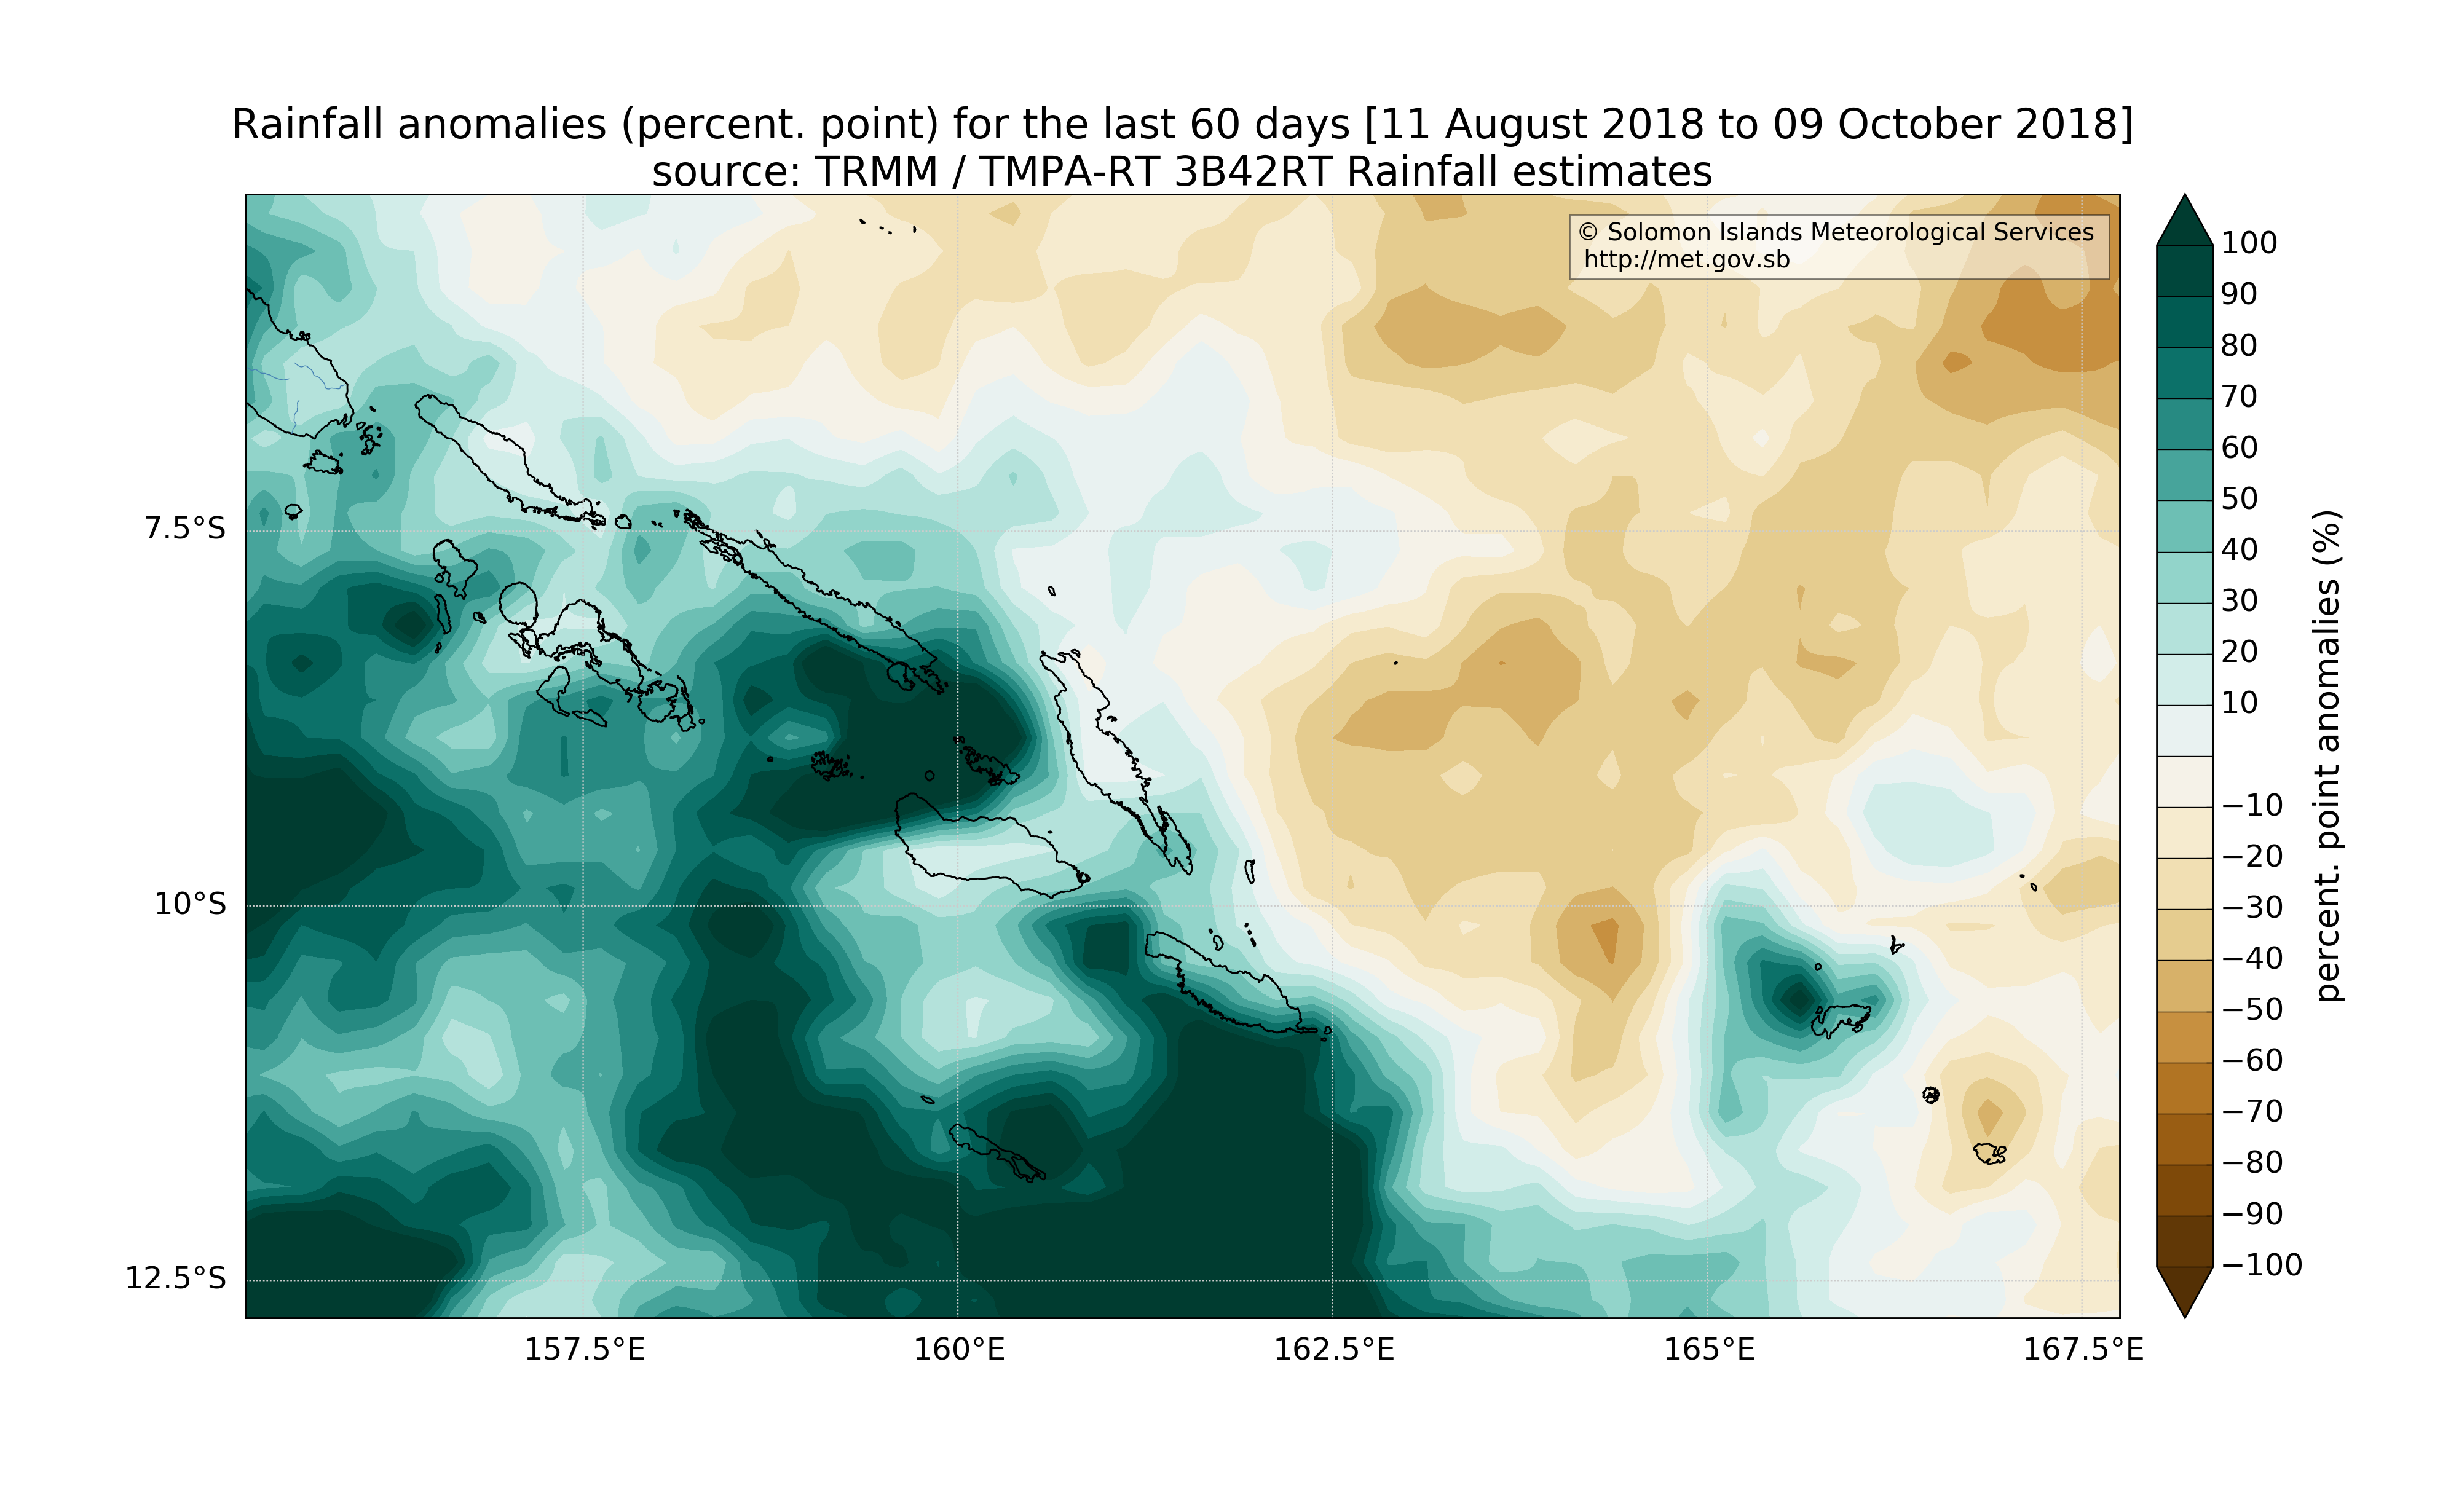 Rainfall anomalies (percent. point) for the last 60 days [11 August 2018 to 09 October 2018]
source: TRMM / TMPA-RT 3B42RT Rainfall estimates
© Solomon Islands Meteorological Services
http://met.gov.sb
7.5°S
10°S
12.5°S
157.5°E
160°E
162.5°E
165°E
167.5°E
100
90
80
70
60
50
40
30
20
10
−10
−20
−30
−40
−50
−60
−70
−80
−90
−100
percent. point anomalies (%)